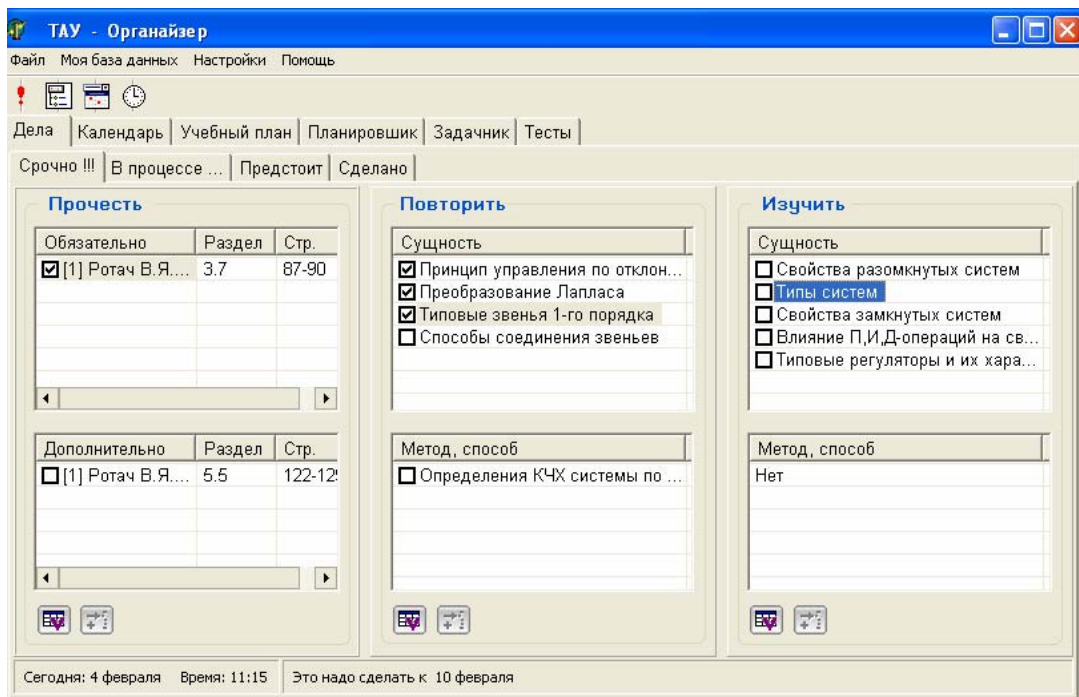 ТАУ - Органайзер
Файл Моя база данных Настройки Помощь
Дела Календарь Учебный план Планировшик Задачник Тесты
Срочно !!! В процессе ... Предстоит Сделано
Прочесть
Обязательно Раздел Стр.
[1] Ротач В.Я.... 3.7 87-90
Дополнительно Раздел Стр.
[1] Ротач В.Я.... 5.5 122-12
Повторить
Сущность
Принцип управления по отклон...
Преобразование Лапласа
Типовые звенья 1-го порядка
Способы соединения звеньев
Метод, способ
Определения КЧХ системы по ...
Изучить
Сущность
Свойства разомкнутых систем
Типы систем
Свойства замкнутых систем
Влияние П,И,Д-операций на св...
Типовые регуляторы и их хара...
Метод, способ
Нет
Сегодня: 4 февраля Время: 11:15 Это надо сделать к 10 февраля